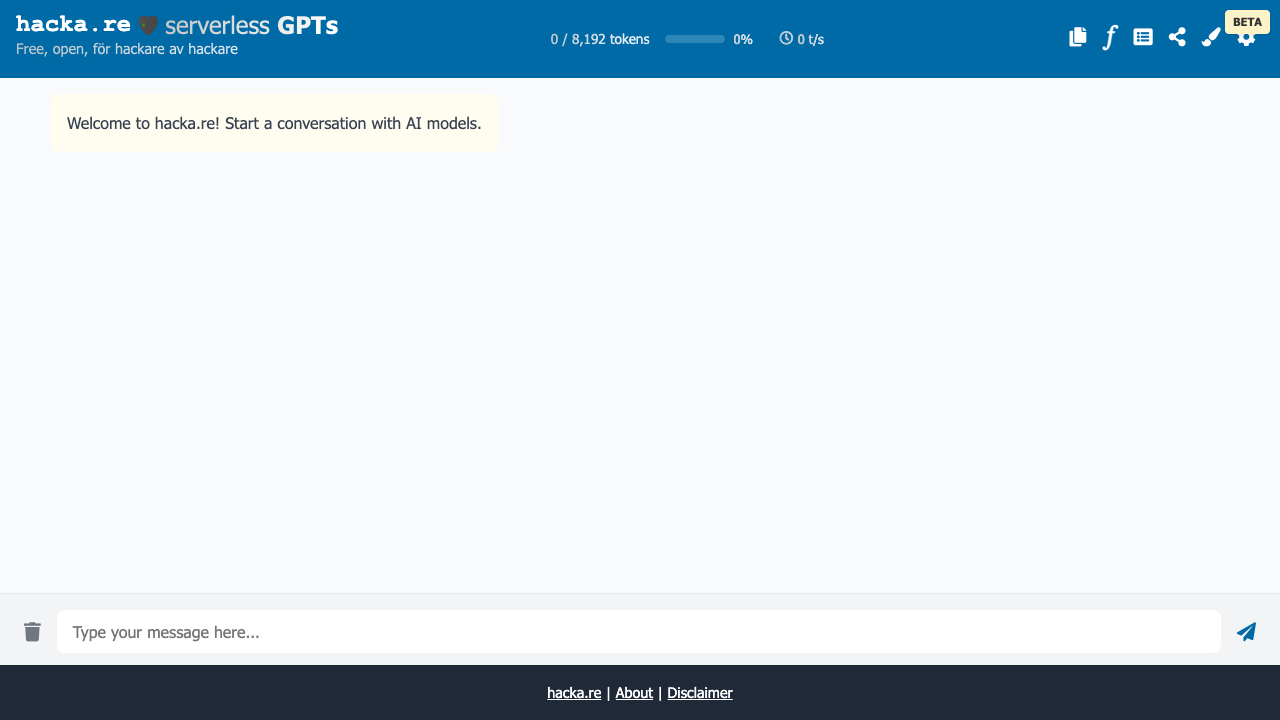 hacka.re 🖤 serverless GPTs
Free, open, för hackare av hackare
0 / 8,192 tokens 0% 0 t/s
BETA
Welcome to hacka.re! Start a conversation with AI models.
Type your message here...
hacka.re | About | Disclaimer